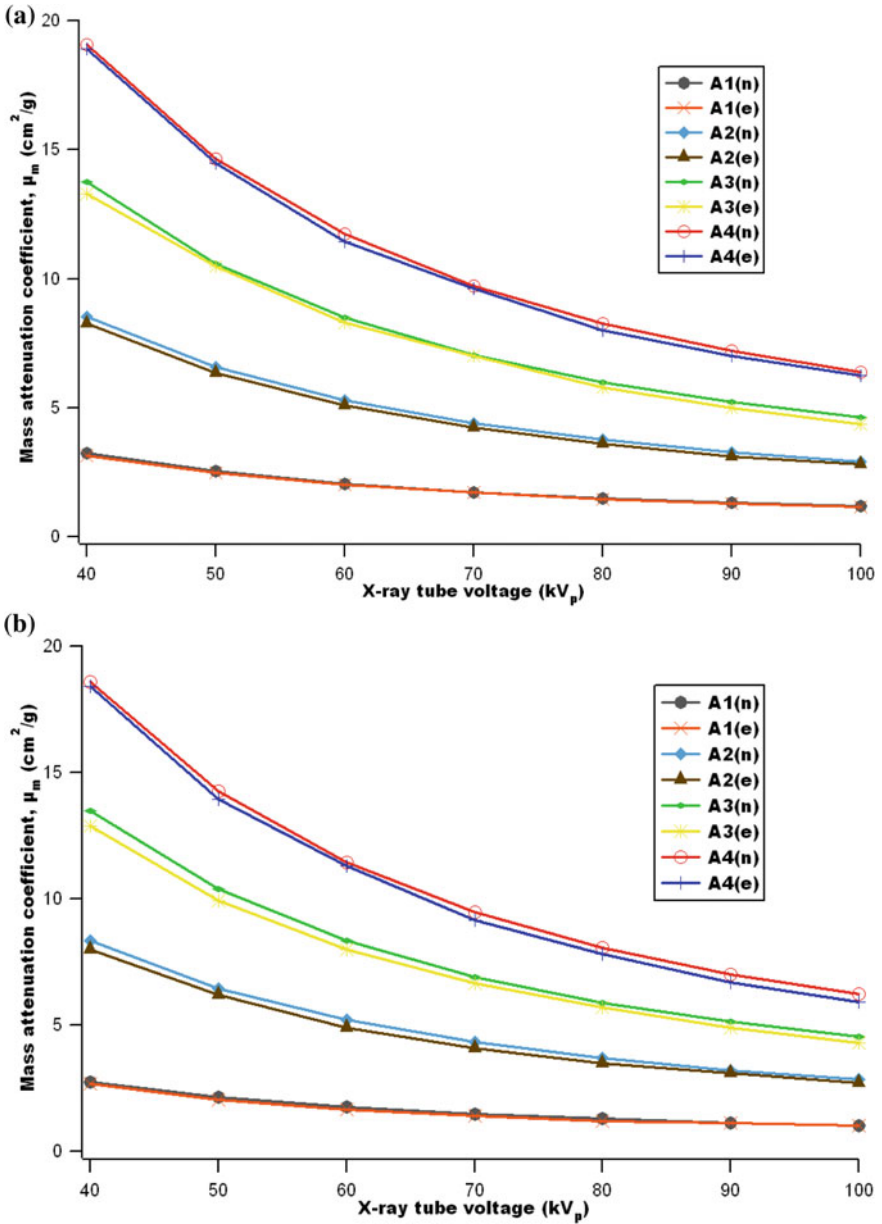 (a)
20
15
10
5
0
Mass attenuation coefficient, μm (cm²/g)
A1(n)
A1(e)
A2(n)
A2(e)
A3(n)
A3(e)
A4(n)
A4(e)
40 50 60 70 80 90 100
X-ray tube voltage (kVp)
(b)
20
15
10
5
0
Mass attenuation coefficient, μm (cm²/g)
A1(n)
A1(e)
A2(n)
A2(e)
A3(n)
A3(e)
A4(n)
A4(e)
40 50 60 70 80 90 100
X-ray tube voltage (kVp)